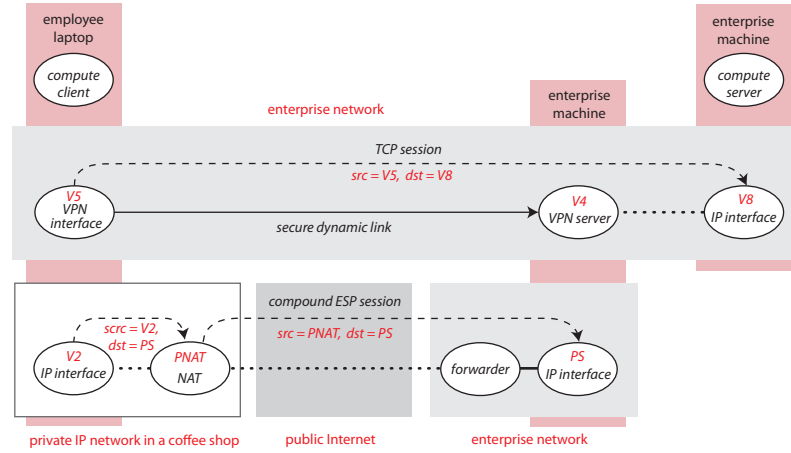 employee
laptop
compute
client
enterprise
machine
compute
server
enterprise network
enterprise
machine
TCP session
src = V5, dst = V8
V5
VPN
interface
secure dynamic link
V4
VPN server
V8
IP interface
compound ESP session
scrc = V2,
dst = PS
src = PNAT, dst = PS
V2
IP interface
PNAT
NAT
forwarder
PS
IP interface
private IP network in a coffee shop
public Internet
enterprise network